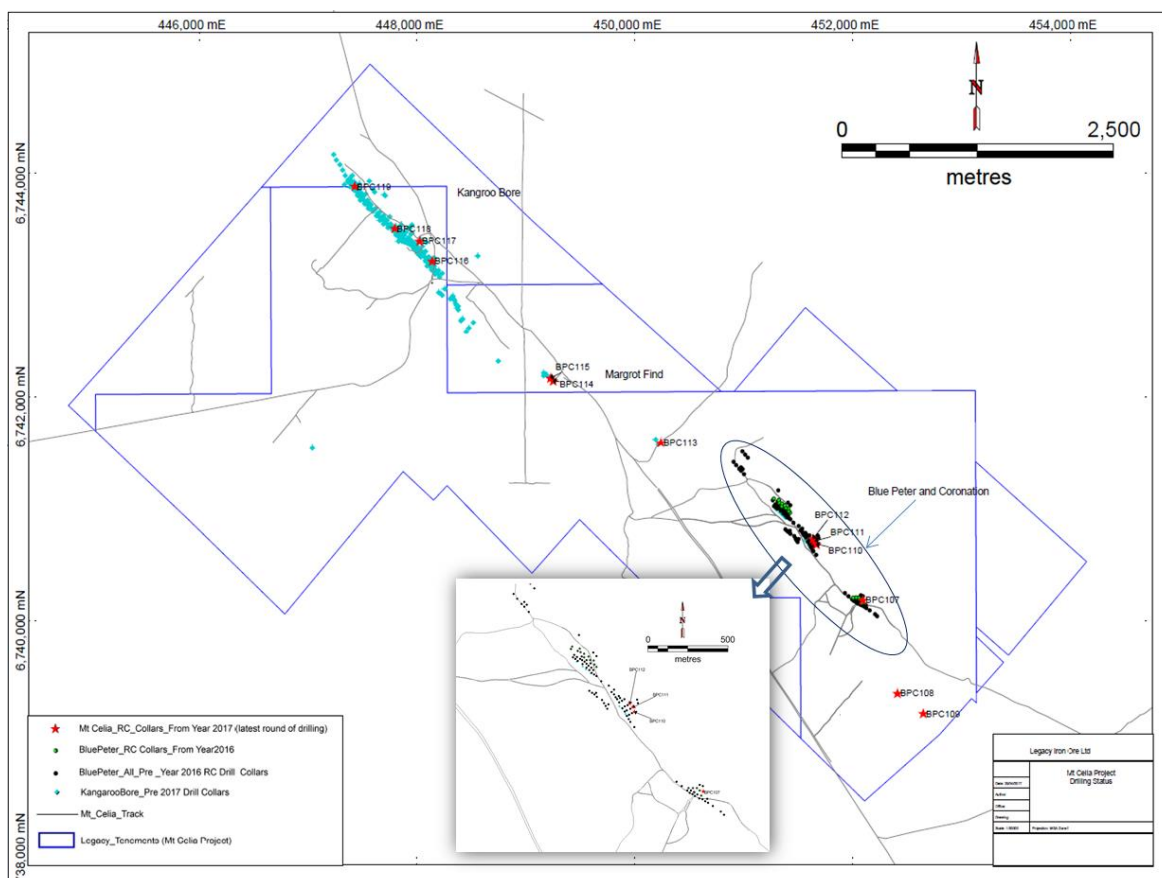 446,000 mE
448,000 mE
450,000 mE
452,000 mE
454,000 mE
N
0
2,500
metres
6,744,000 mN
6,742,000 mN
6,740,000 mN
38,000 mN
BPC119
Kangroo Bore
BPC118
BPC117
BPC116
BPC115
Margrot Find
BPC114
BPC113
Blue Peter and Coronation
BPC112
BPC111
BPC110
BPC107
BPC108
BPC109
N
0
500
metres
BPC112
BPC111
BPC110
BPC107
Mt Celia_RC_Collars_From Year 2017 (latest round of drilling)
BluePeter_RC Collars_From Year2016
BluePeter_All_Pre _Year 2016 RC Drill Collars
KangarooBore_Pre 2017 Drill Collars
Mt_Celia_Track
Legacy_Tenements (Mt Celia Project)
Legacy Iron Ore Ltd
Mt Celia Project
Drilling Status